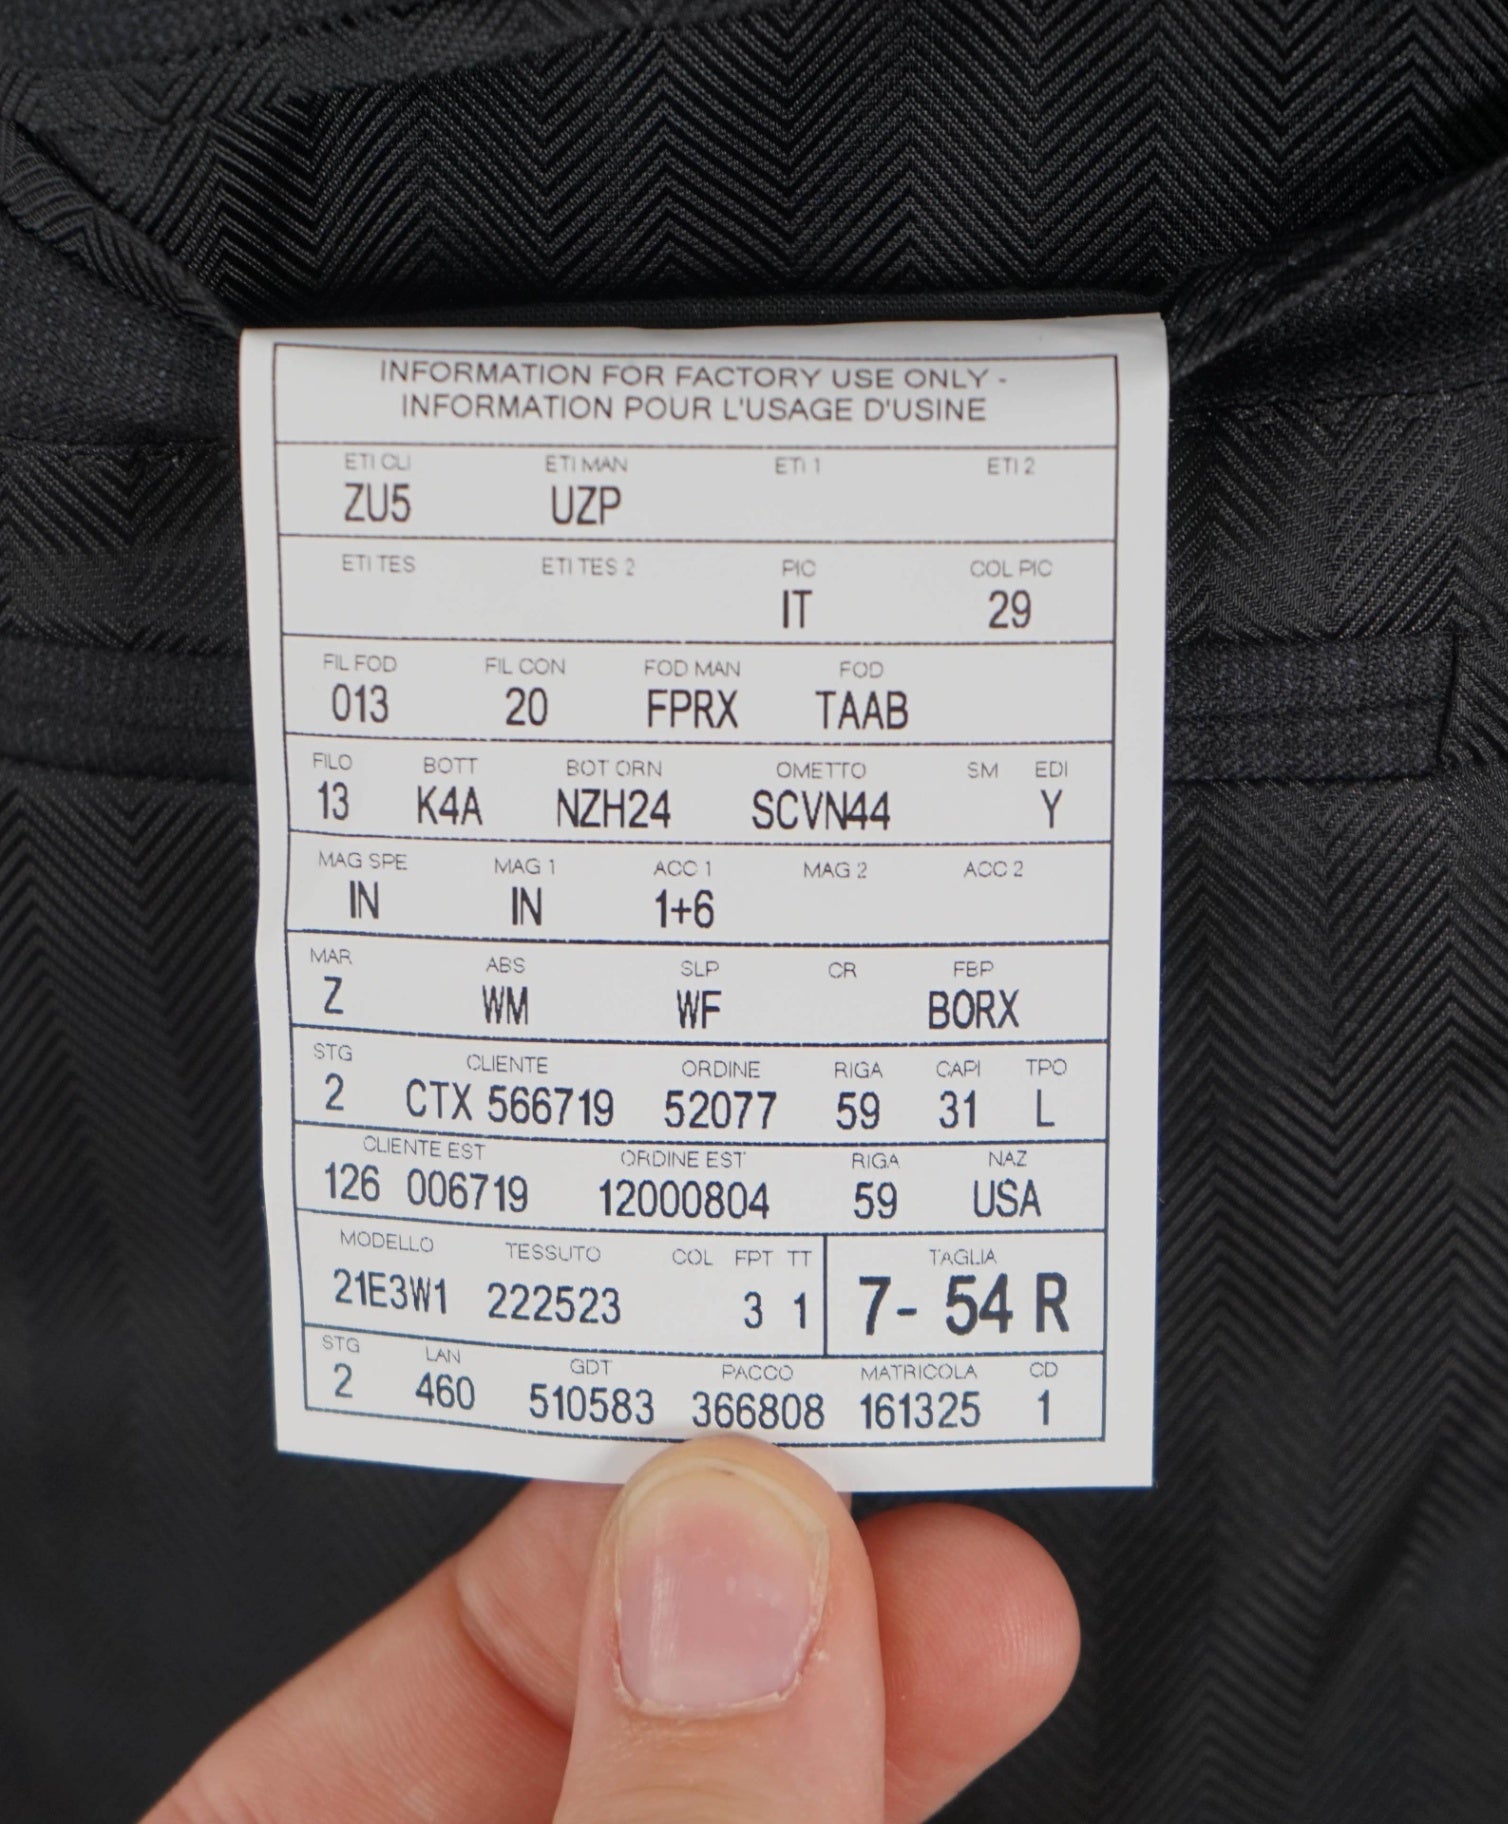 INFORMATION FOR FACTORY USE ONLY -
INFORMATION POUR L'USAGE D'USINE
ETI CLI ETI MAN ETI 1 ETI 2
ZU5 UZP
ETI TES ETI TES 2 PIC COL PIC
IT 29
FIL FOD FIL CON FOD MAN FOD
013 20 FPRX TAAB
FILO BOTT BOT ORN OMETTO SM EDI
13 K4A NZH24 SCVN44 Y
MAG SPE MAG 1 ACC 1 MAG 2 ACC 2
IN IN 1+6
MAR ABS SLP CR FBP
Z WM WF BORX
STG CLIENTE ORDINE RIGA CAPI TPO
2 CTX 566719 52077 59 31 L
CLIENTE EST ORDINE EST RIGA NAZ
126 006719 12000804 59 USA
MODELLO TESSUTO COL FPT TT TAGLIA
21E3W1 222523 3 1 7- 54 R
STG LAN GDT PACCO MATRICOLA CD
2 460 510583 366808 161325 1